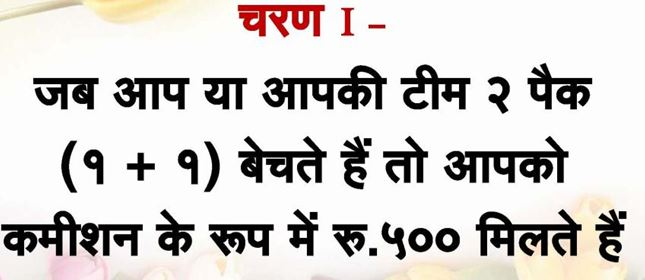 चरण I –
जब आप या आपकी टीम २ पैक
(१ + १) बेचते हैं तो आपको
कमीशन के रूप में रू.५०० मिलते हैं